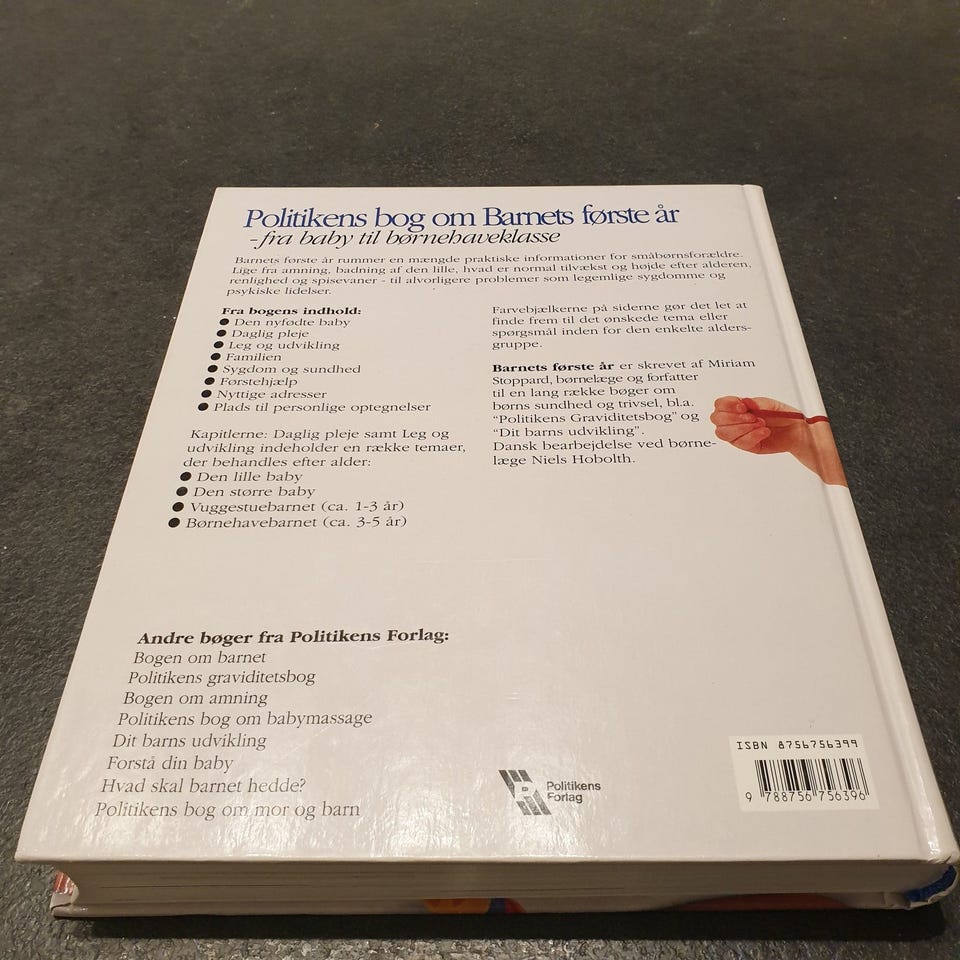 Politikens bog om Barnets første år
-fra baby til børnehaveklasse
Barnets første år rummer en mængde praktiske informationer for småbørnsforældre.
Lige fra amning, badning af den lille, hvad er normal tilvækst og højde efter alderen,
renlighed og spisevaner - til alvorligere problemer som legemlige sygdomme og
psykiske lidelser.
Fra bogens indhold:
● Den nyfødte baby
● Daglig pleje
● Leg og udvikling
● Familien
● Sygdom og sundhed
● Førstehjælp
● Nyttige adresser
● Plads til personlige optegnelser
Kapitlerne: Daglig pleje samt Leg og
udvikling indeholder en række temaer,
der behandles efter alder:
● Den lille baby
● Den større baby
● Vuggestuebarnet (ca. 1-3 år)
● Børnehavebarnet (ca. 3-5 år)
Farvebjælkerne på siderne gør det let at
finde frem til det ønskede tema eller
spørgsmål inden for den enkelte alders-
gruppe.
Barnets første år er skrevet af Miriam
Stoppard, børnelæge og forfatter
til en lang række bøger om
børns sundhed og trivsel, bl.a.
"Politikens Graviditetsbog" og
"Dit barns udvikling".
Dansk bearbejdelse ved børne-
læge Niels Hobolth.
Andre bøger fra Politikens Forlag:
Bogen om barnet
Politikens graviditetsbog
Bogen om amning
Politikens bog om babymassage
Dit barns udvikling
Forstå din baby
Hvad skal barnet hedde?
Politikens bog om mor og barn
Politikens
Forlag
ISBN 8756756399
9 788756 756396